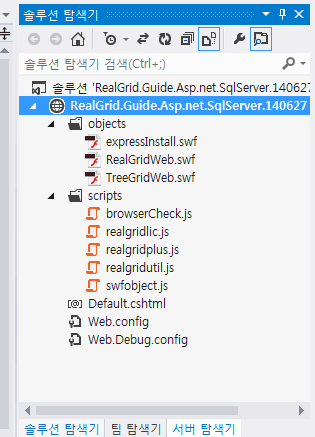 솔루션 탐색기
솔루션 탐색기 검색(Ctrl+;)
솔루션 'RealGrid.Guide.Asp.net.SqlServer.140627
RealGrid.Guide.Asp.net.SqlServer.140627
objects
expressInstall.swf
RealGridWeb.swf
TreeGridWeb.swf
scripts
browserCheck.js
realgridlic.js
realgridplus.js
realgridutil.js
swfobject.js
Default.cshtml
Web.config
Web.Debug.config
솔루션 탐색기 팀 탐색기 서버 탐색기